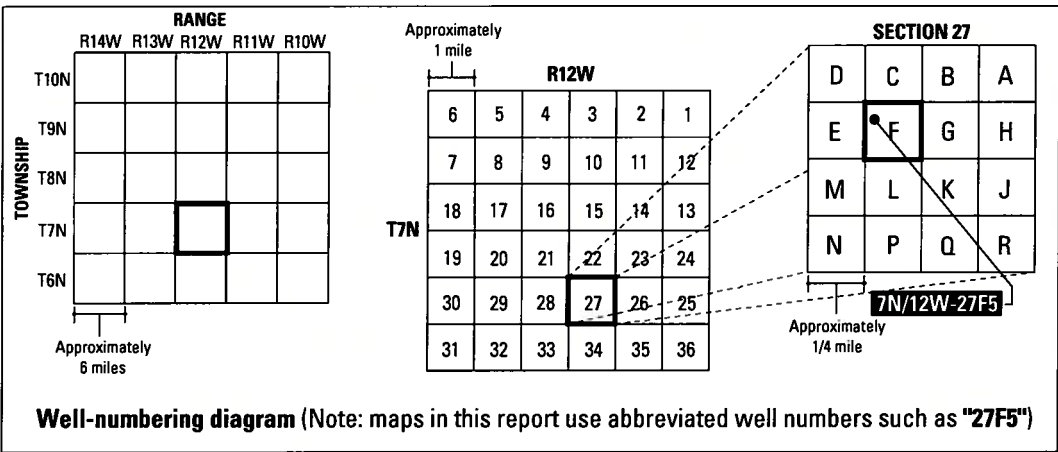 RANGE
R14W R13W R12W R11W R10W
TOWNSHIP
T10N
T9N
T8N
T7N
T6N
Approximately
6 miles
Approximately
1 mile
R12W
T7N
6 5 4 3 2 1
7 8 9 10 11 12
18 17 16 15 14 13
19 20 21 22 23 24
30 29 28 27 26 25
31 32 33 34 35 36
SECTION 27
D C B A
E F G H
M L K J
N P Q R
7N/12W-27F5
Approximately
1/4 mile
Well-numbering diagram (Note: maps in this report use abbreviated well numbers such as "27F5")